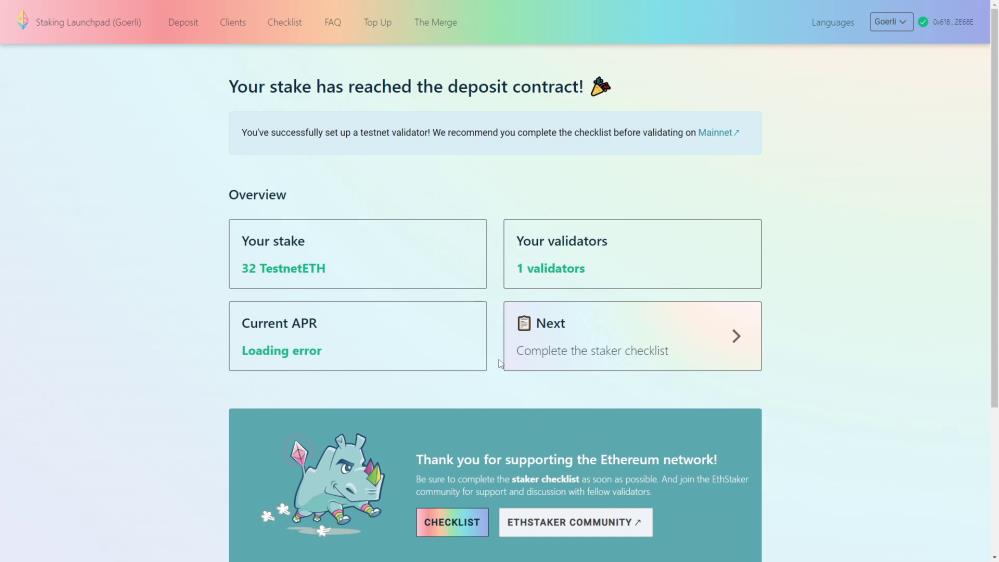 Staking Launchpad (Goerli) Deposit Clients Checklist FAQ Top Up The Merge Languages Goerli
Your stake has reached the deposit contract!
You've successfully set up a testnet validator! We recommend you complete the checklist before validating on Mainnet↗
Overview
Your stake
32 TestnetETH
Your validators
1 validators
Current APR
Loading error
Next
Complete the staker checklist
Thank you for supporting the Ethereum network!
Be sure to complete the staker checklist as soon as possible. And join the EthStaker
community for support and discussion with fellow validators.
CHECKLIST
ETHSTAKER COMMUNITY ↗